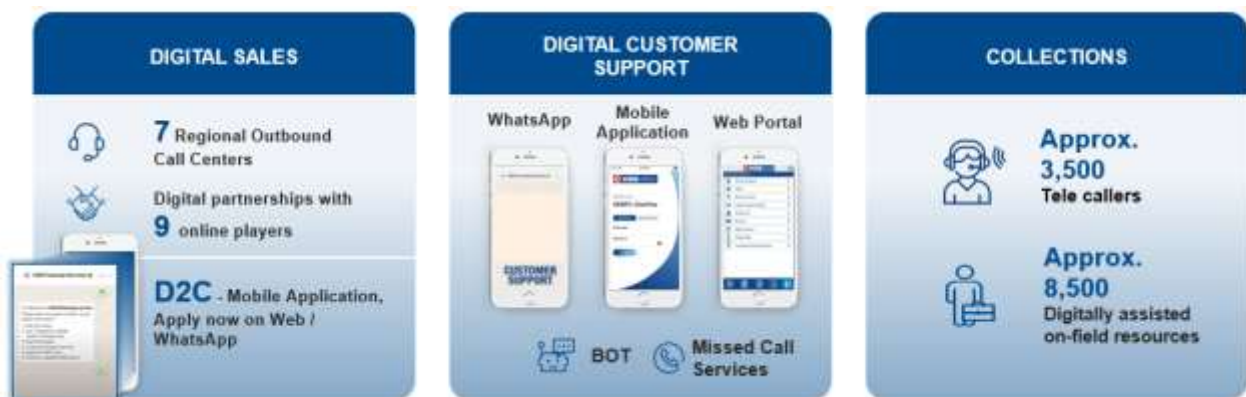 DIGITAL SALES
7 Regional Outbound
Call Centers
Digital partnerships with
9 online players
D2C - Mobile Application,
Apply now on Web /
WhatsApp
DIGITAL CUSTOMER
SUPPORT
WhatsApp
Mobile
Application
Web Portal
CUSTOMER
SUPPORT
BOT
Missed Call
Services
COLLECTIONS
Approx.
3,500
Tele callers
Approx.
8,500
Digitally assisted
on-field resources